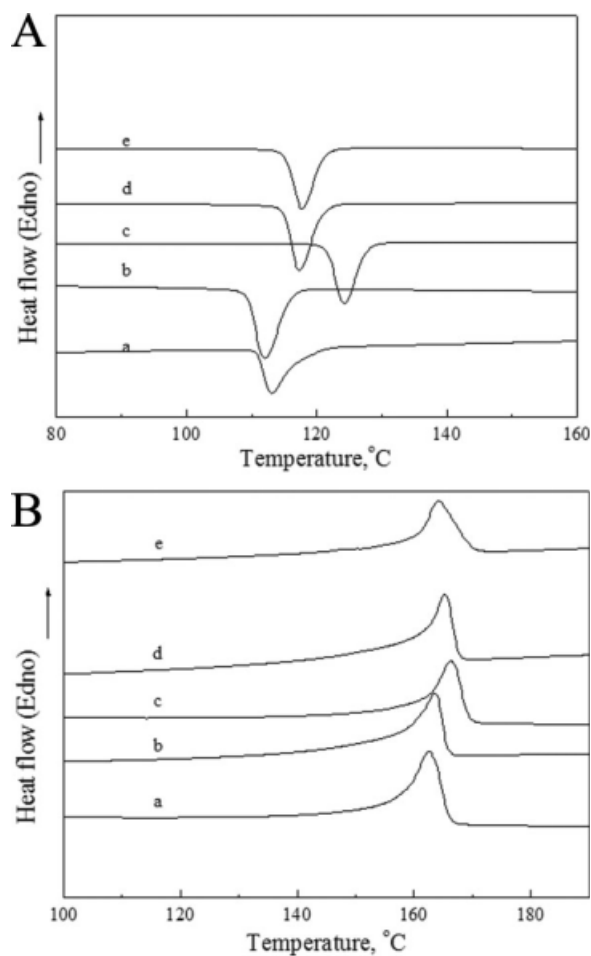 A
e
d
c
b
a
Heat flow (Edno)
80 100 120 140 160
Temperature,°C
B
e
d
c
b
a
Heat flow (Edno)
100 120 140 160 180
Temperature, °C